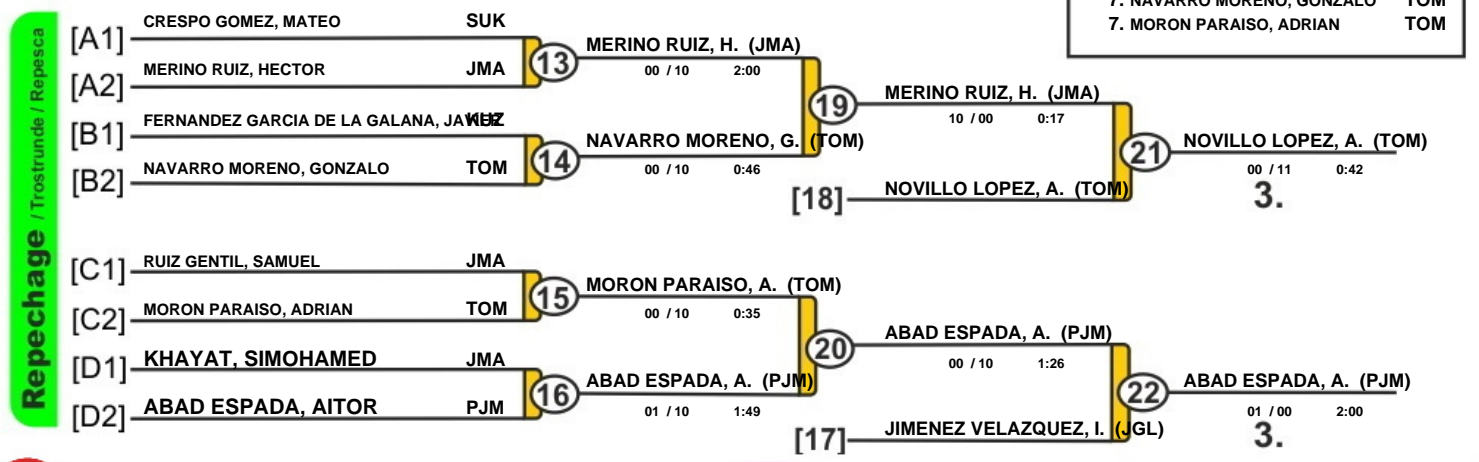 7. NAVARRO MORENO, GONZALO TOM
7. MORON PARAISO, ADRIAN TOM
Repechage / Trostrunde / Repesca
[A1] CRESPO GOMEZ, MATEO SUK
[A2] MERINO RUIZ, HECTOR JMA
13 MERINO RUIZ, H. (JMA)
00 / 10 2:00
[B1] FERNANDEZ GARCIA DE LA GALANA, KUZ
[B2] NAVARRO MORENO, GONZALO TOM
14 NAVARRO MORENO, G. (TOM)
00 / 10 0:46
19 MERINO RUIZ, H. (JMA)
10 / 00 0:17
[18] NOVILLO LOPEZ, A. (TOM)
21 NOVILLO LOPEZ, A. (TOM)
00 / 11 0:42
3.
[C1] RUIZ GENTIL, SAMUEL JMA
[C2] MORON PARAISO, ADRIAN TOM
15 MORON PARAISO, A. (TOM)
00 / 10 0:35
[D1] KHAYAT, SIMOHAMED JMA
[D2] ABAD ESPADA, AITOR PJM
16 ABAD ESPADA, A. (PJM)
01 / 10 1:49
20 ABAD ESPADA, A. (PJM)
00 / 10 1:26
[17] JIMENEZ VELAZQUEZ, I. (JGL)
22 ABAD ESPADA, A. (PJM)
01 / 00 2:00
3.